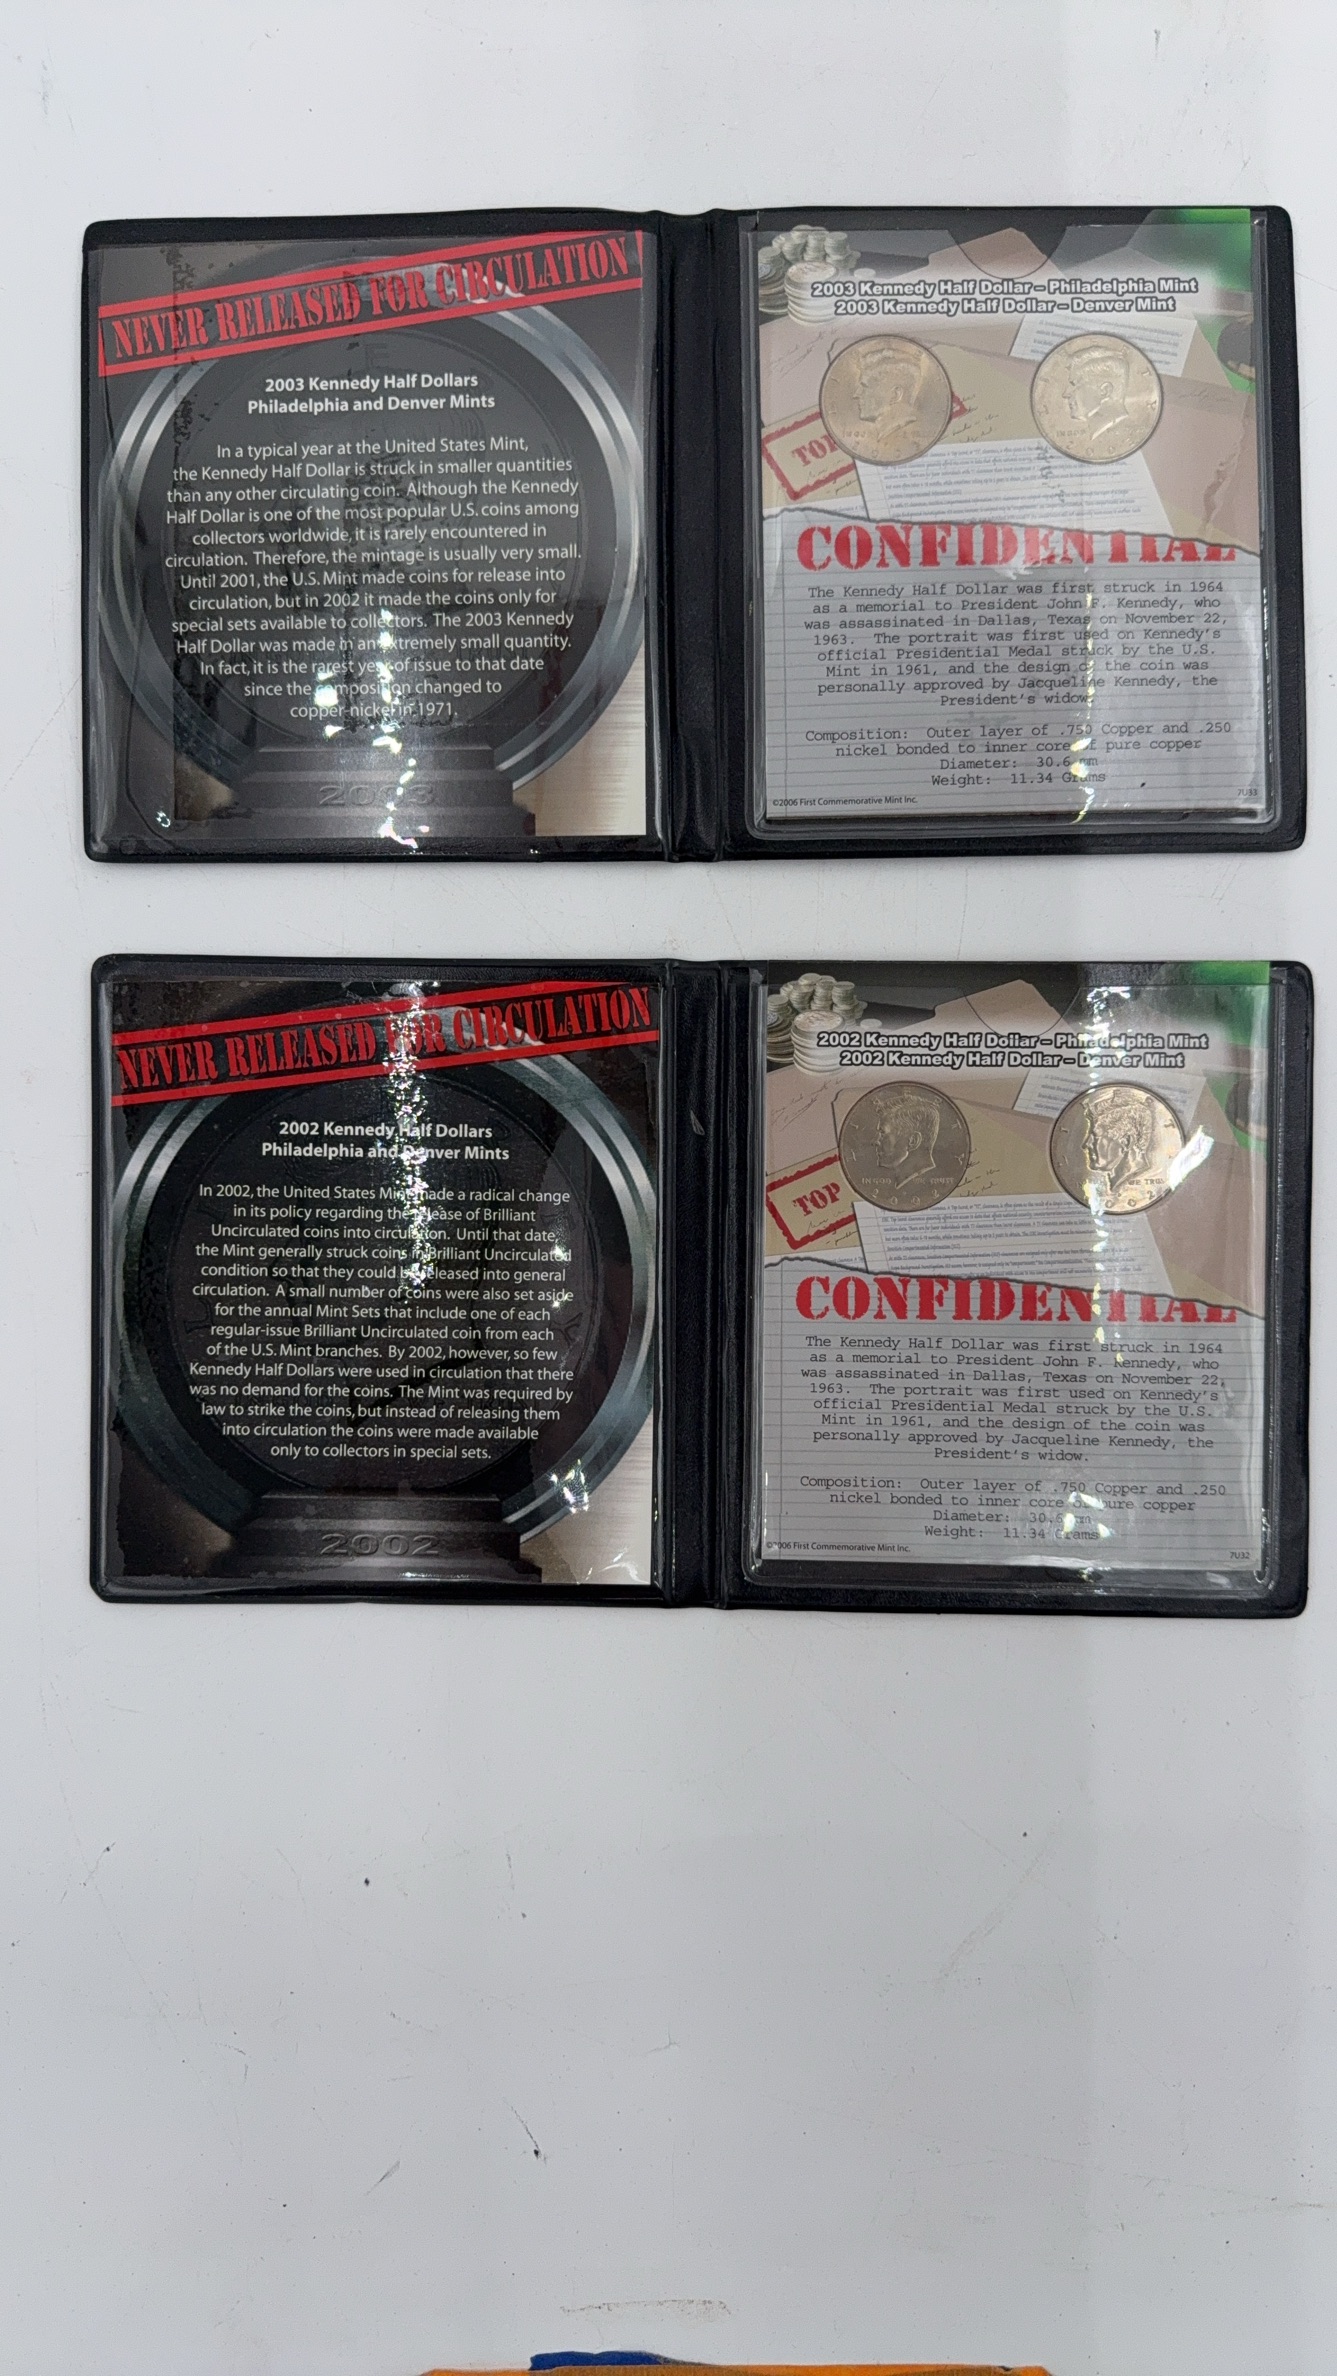 NEVER RELEASED FOR CIRCULATION
2003 Kennedy Half Dollars
Philadelphia and Denver Mints
In a typical year at the United States Mint,
the Kennedy Half Dollar is struck in smaller quantities
than any other circulating coin. Although the Kennedy
Half Dollar is one of the most popular U.S. coins among
collectors worldwide, it is rarely encountered in
circulation. Therefore, the mintage is usually very small.
Until 2001, the U.S. Mint made coins for release into
circulation, but in 2002 it made the coins only for
special sets available to collectors. The 2003 Kennedy
Half Dollar was made in an extremely small quantity.
In fact, it is the rarest year of issue to that date
since the composition changed to
copper-nickel in 1971.
2003
2003 Kennedy Half Dollar – Philadelphia Mint
2003 Kennedy Half Dollar – Denver Mint
TOP
CONFIDENTIAL
The Kennedy Half Dollar was first struck in 1964
as a memorial to President John F. Kennedy, who
was assassinated in Dallas, Texas on November 22,
1963. The portrait was first used on Kennedy's
official Presidential Medal struck by the U.S.
Mint in 1961, and the design of the coin was
personally approved by Jacqueline Kennedy, the
President's widow.
Composition: Outer layer of .750 Copper and .250
nickel bonded to inner core of pure copper
Diameter: 30.6 mm
Weight: 11.34 Grams
©2006 First Commemorative Mint Inc.
7U33
NEVER RELEASED FOR CIRCULATION
2002 Kennedy Half Dollars
Philadelphia and Denver Mints
In 2002, the United States Mint made a radical change
in its policy regarding the release of Brilliant
Uncirculated coins into circulation. Until that date,
the Mint generally struck coins in Brilliant Uncirculated
condition so that they could be released into general
circulation. A small number of coins were also set aside
for the annual Mint Sets that include one of each
regular-issue Brilliant Uncirculated coin from each
of the U.S. Mint branches. By 2002, however, so few
Kennedy Half Dollars were used in circulation that there
was no demand for the coins. The Mint was required by
law to strike the coins, but instead of releasing them
into circulation the coins were made available
only to collectors in special sets.
2002
2002 Kennedy Half Dollar – Philadelphia Mint
2002 Kennedy Half Dollar – Denver Mint
IN GOD WE TRUST
2002
WE TRUST
TOP
CONFIDENTIAL
The Kennedy Half Dollar was first struck in 1964
as a memorial to President John F. Kennedy, who
was assassinated in Dallas, Texas on November 22,
1963. The portrait was first used on Kennedy's
official Presidential Medal struck by the U.S.
Mint in 1961, and the design of the coin was
personally approved by Jacqueline Kennedy, the
President's widow.
Composition: Outer layer of .750 Copper and .250
nickel bonded to inner core of pure copper
Diameter: 30.6 mm
Weight: 11.34 Grams
©2006 First Commemorative Mint Inc.
7U32